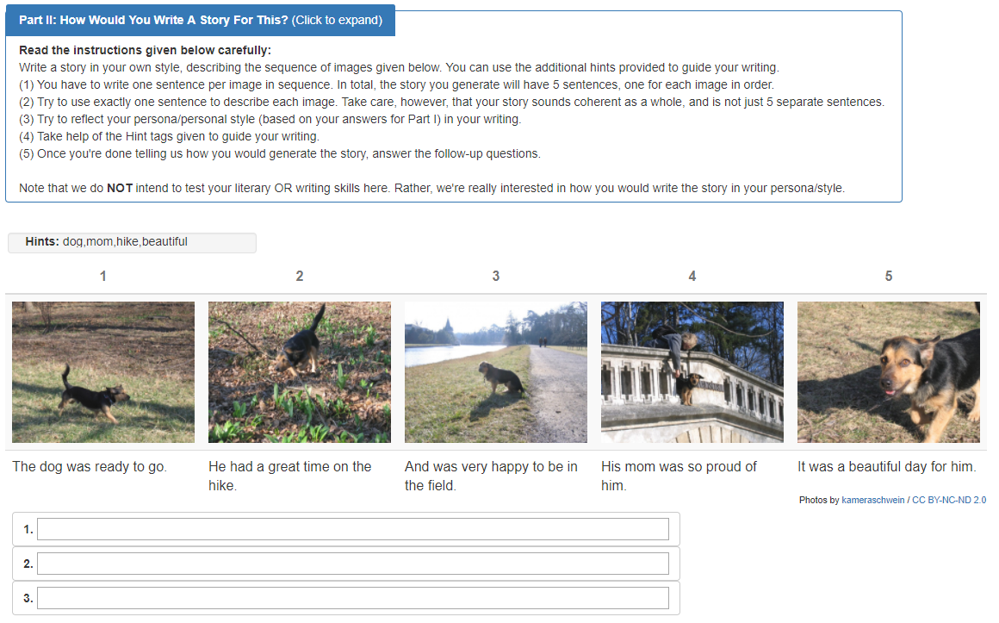 Part II: How Would You Write A Story For This? (Click to expand)
Read the instructions given below carefully:
Write a story in your own style, describing the sequence of images given below. You can use the additional hints provided to guide your writing.
(1) You have to write one sentence per image in sequence. In total, the story you generate will have 5 sentences, one for each image in order.
(2) Try to use exactly one sentence to describe each image. Take care, however, that your story sounds coherent as a whole, and is not just 5 separate sentences.
(3) Try to reflect your persona/personal style (based on your answers for Part I) in your writing.
(4) Take help of the Hint tags given to guide your writing.
(5) Once you're done telling us how you would generate the story, answer the follow-up questions.
Note that we do NOT intend to test your literary OR writing skills here. Rather, we're really interested in how you would write the story in your persona/style.
Hints: dog,mom,hike,beautiful
1 2 3 4 5
The dog was ready to go.
He had a great time on the
hike.
And was very happy to be in
the field.
His mom was so proud of
him.
It was a beautiful day for him.
Photos by kameraschwein / CC BY-NC-ND 2.0
1.
2.
3.